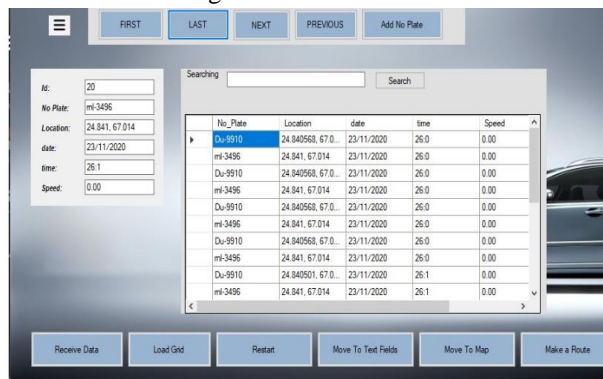 FIRST LAST NEXT PREVIOUS Add No Plate
Searching Search
Id: 20
No Plate: ml-3496
Location: 24.841, 67.014
date: 23/11/2020
time: 26:1
Speed: 0.00
No_Plate Location date time Speed
Du-9910 24.840568, 67.0... 23/11/2020 26:0 0.00
ml-3496 24.841, 67.014 23/11/2020 26:0 0.00
Du-9910 24.840568, 67.0... 23/11/2020 26:0 0.00
ml-3496 24.841, 67.014 23/11/2020 26:0 0.00
Du-9910 24.840568, 67.0... 23/11/2020 26:0 0.00
ml-3496 24.841, 67.014 23/11/2020 26:0 0.00
Du-9910 24.840568, 67.0... 23/11/2020 26:0 0.00
ml-3496 24.841, 67.014 23/11/2020 26:0 0.00
Du-9910 24.840501, 67.0... 23/11/2020 26:1 0.00
ml-3496 24.841, 67.014 23/11/2020 26:1 0.00
Receive Data Load Grid Restart Move To Text Fields Move To Map Make a Route